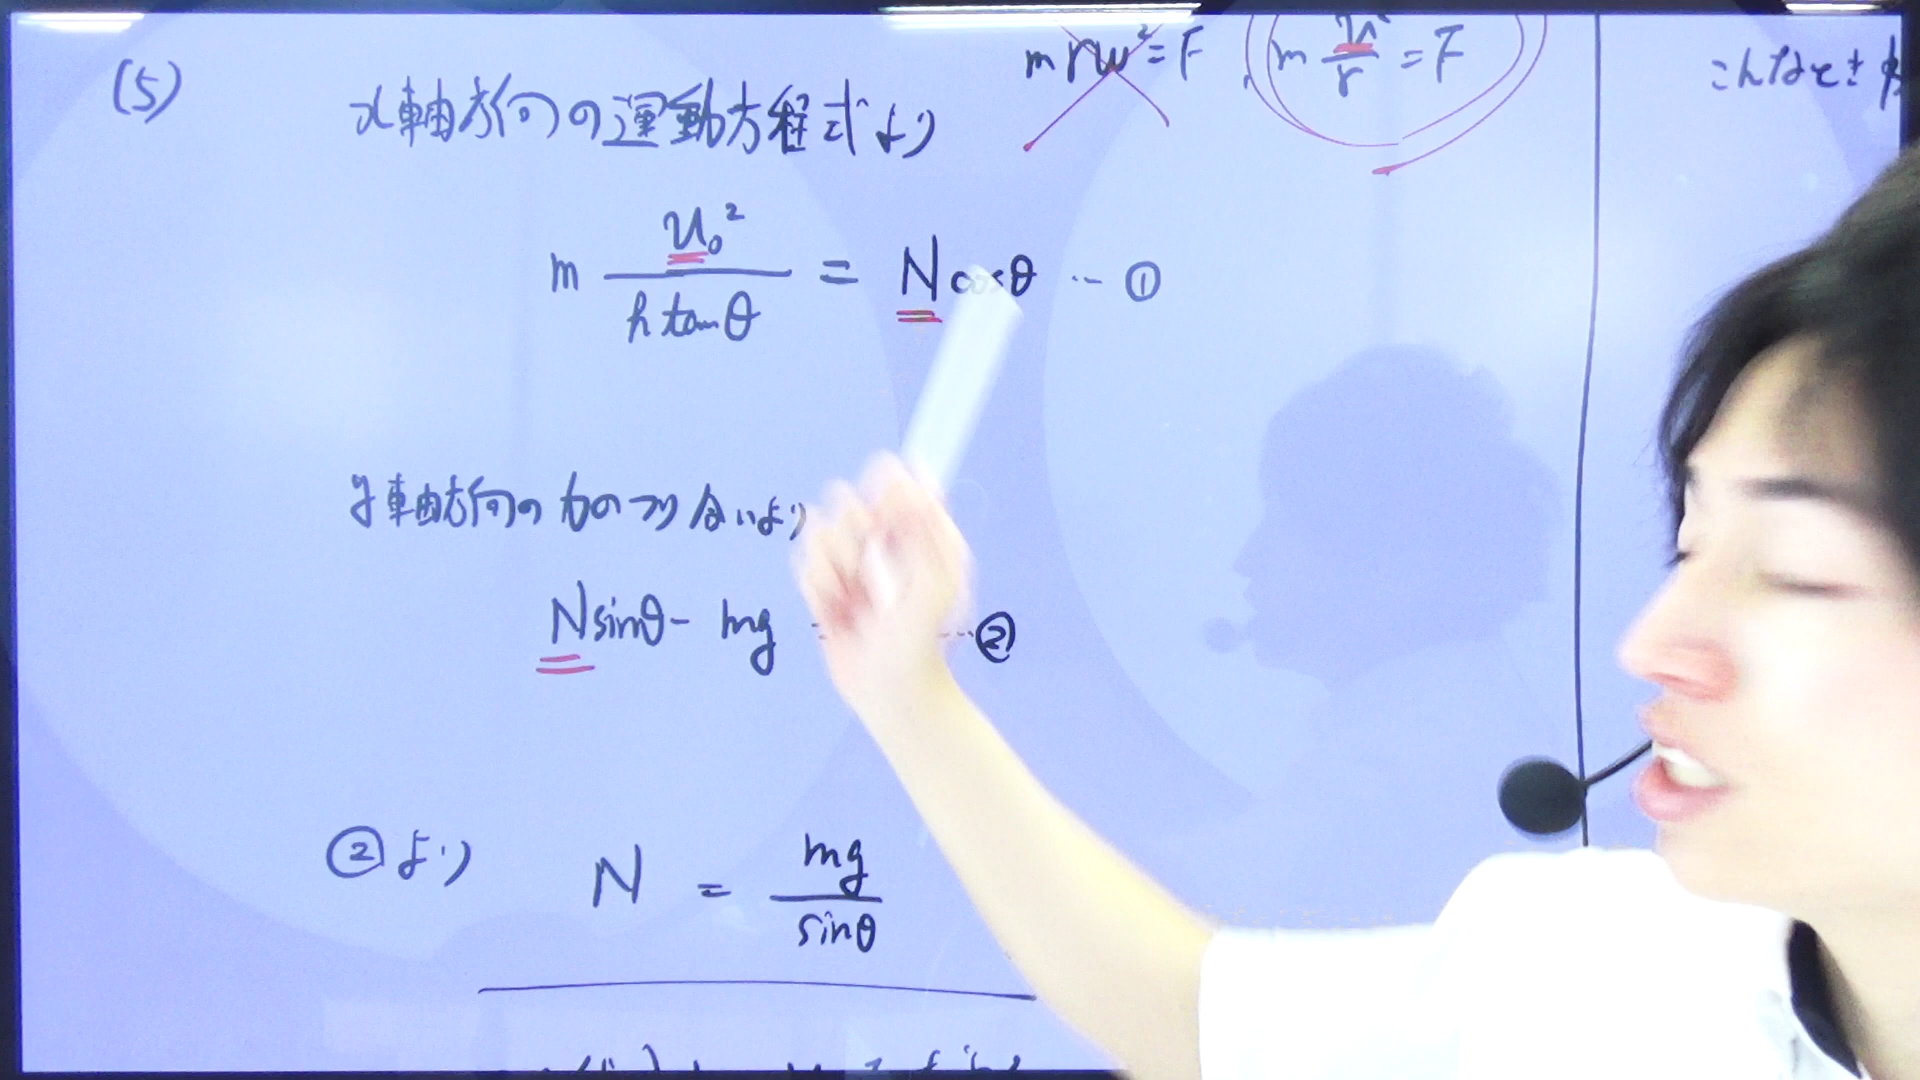 (5)
x軸方向の運動方程式より
mrω²=F
m v²/r = F
こんなとき
m v₀²/(h tanθ) = N cosθ … ①
y軸方向の力のつり合いより
N sinθ - mg … ②
②より N = mg/sinθ